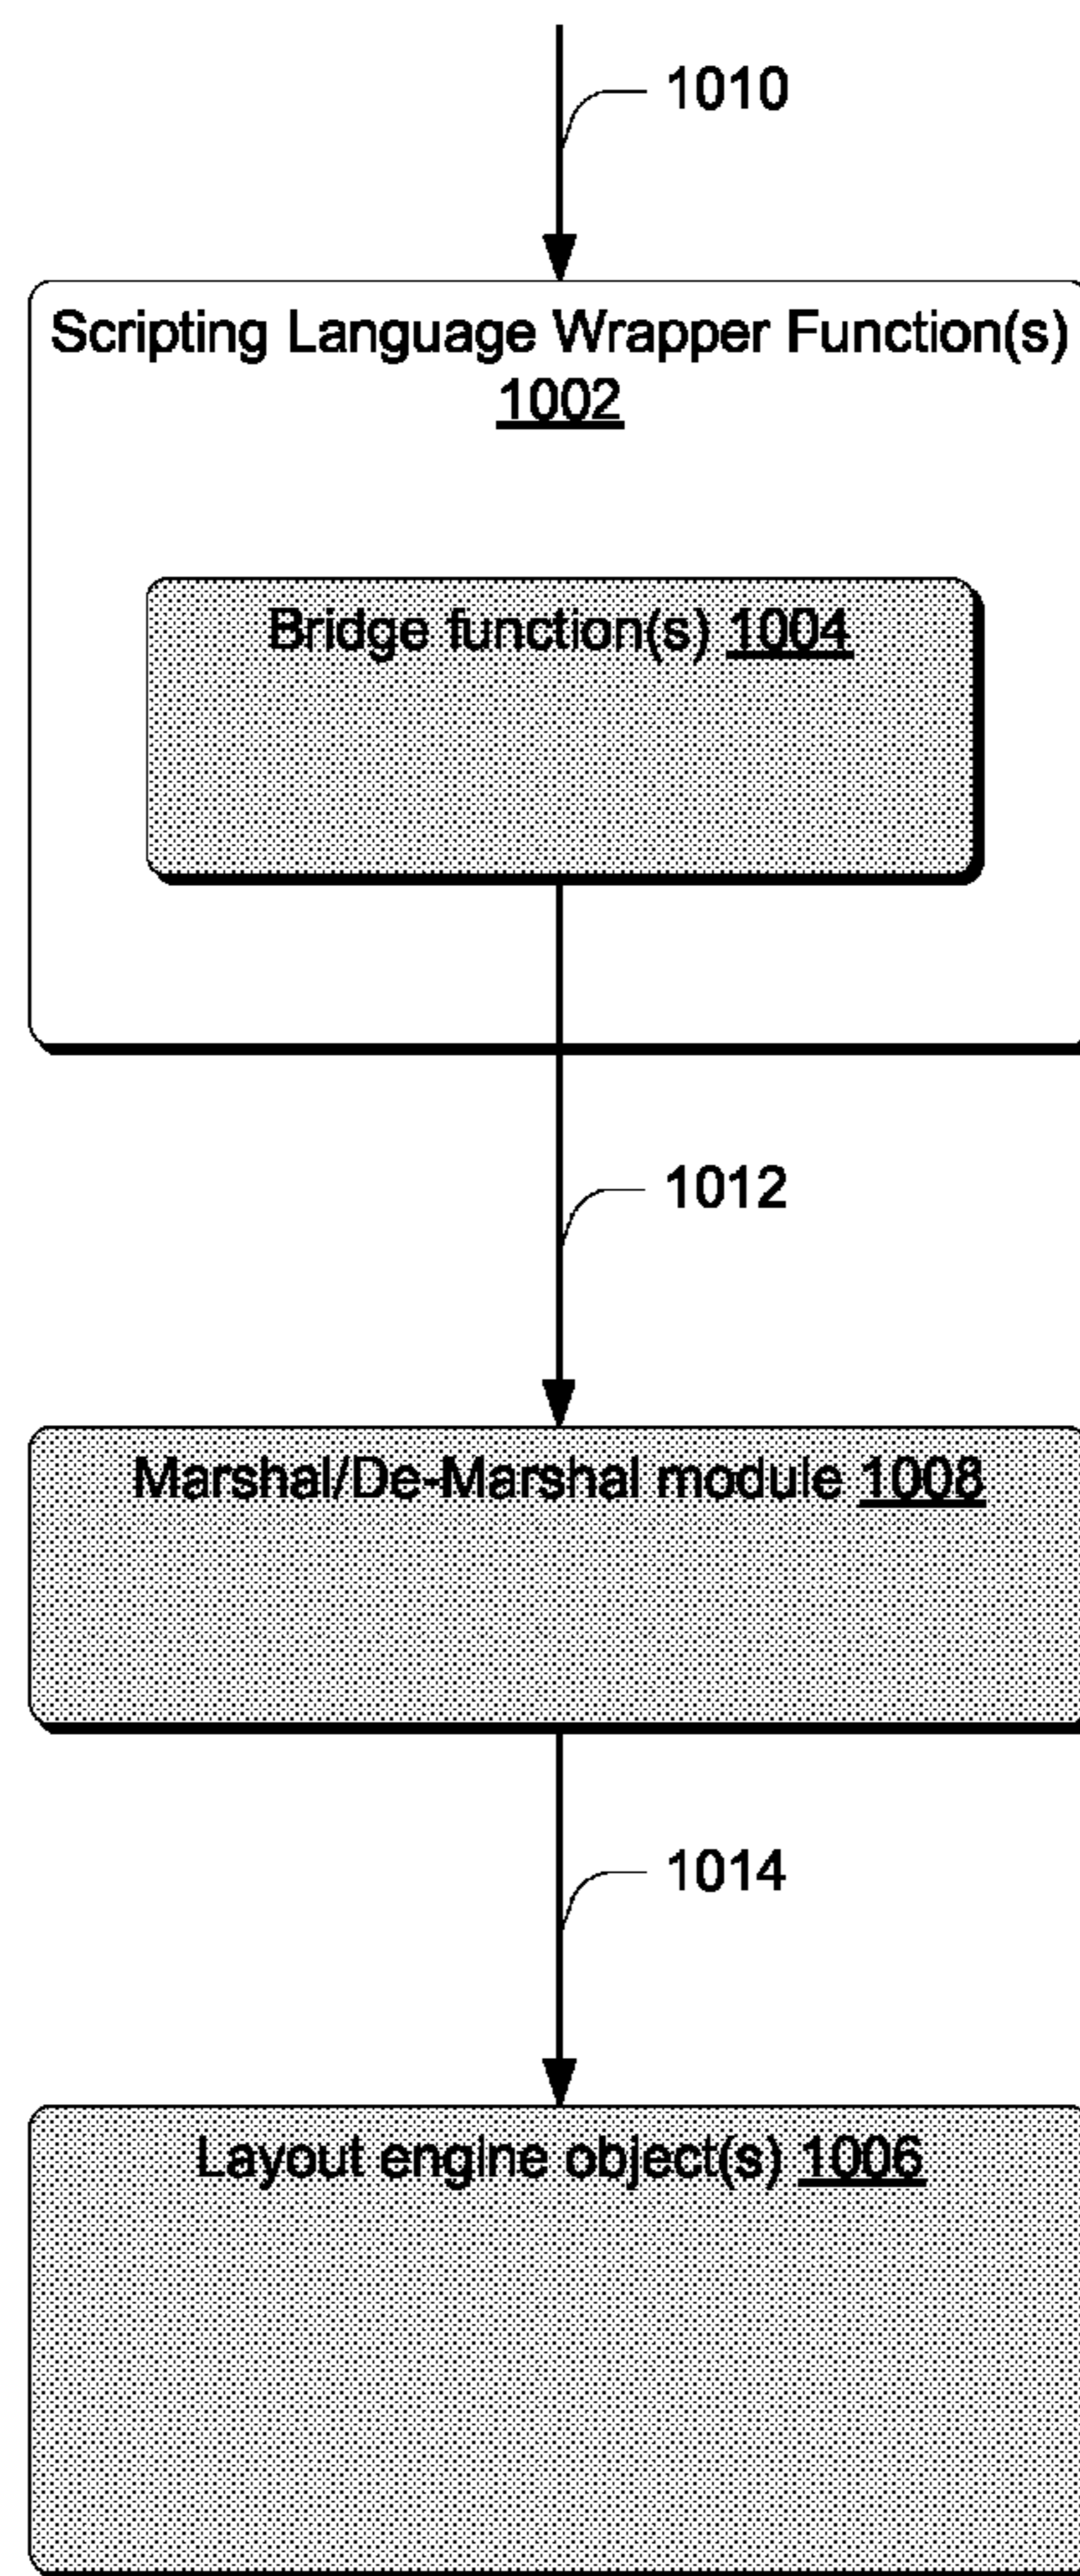 1010
Scripting Language Wrapper Function(s)
1002
Bridge function(s) 1004
1012
Marshal/De-Marshal module 1008
1014
Layout engine object(s) 1006